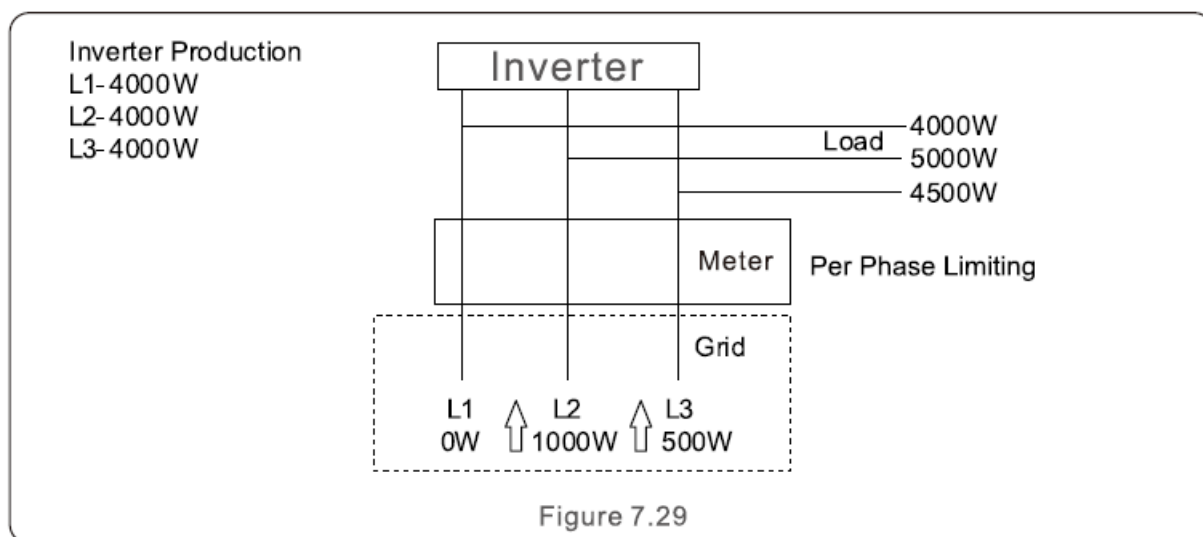 Inverter Production
L1-4000W
L2-4000W
L3-4000W
Inverter
4000W
Load
5000W
4500W
Meter
Per Phase Limiting
Grid
L1 L2 L3
0W 1000W 500W
Figure 7.29